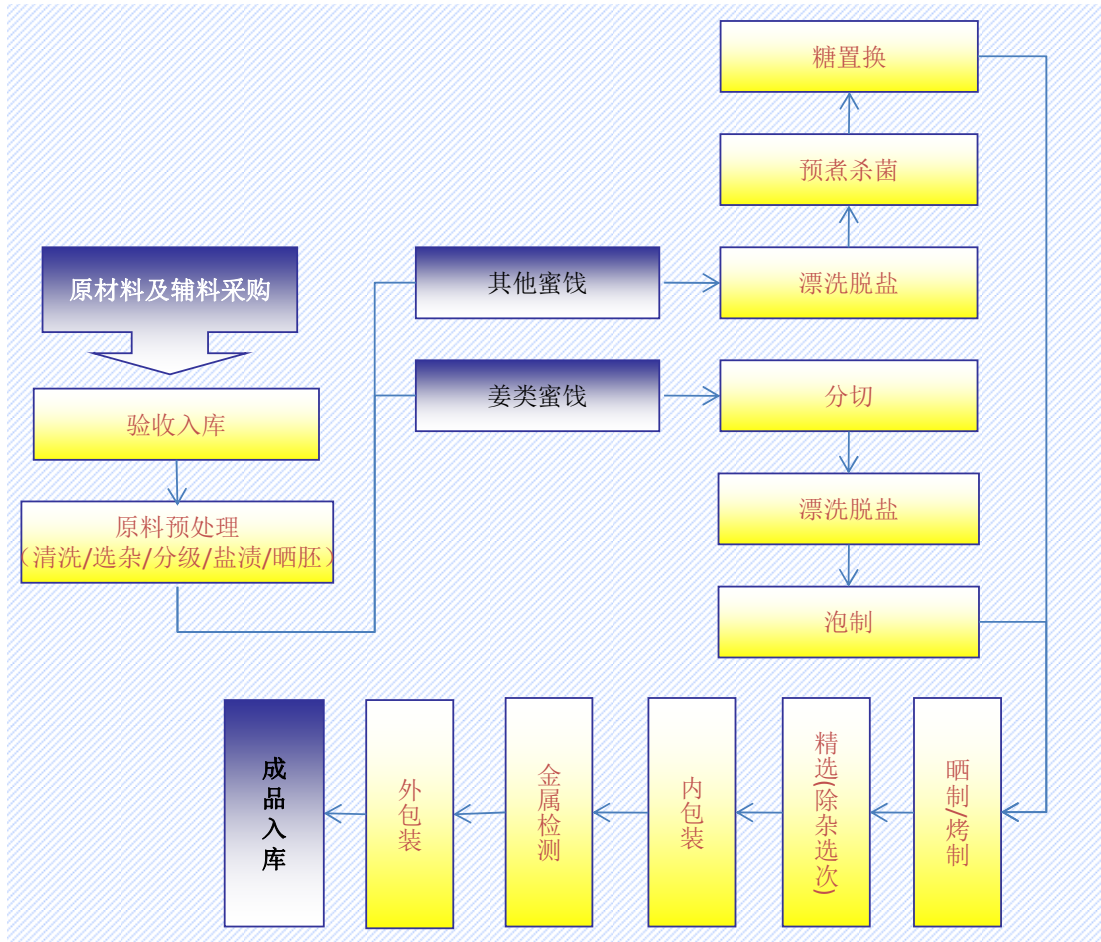 原材料及辅料采购
验收入库
原料预处理
（清洗/选杂/分级/盐渍/晒胚）
其他蜜饯
漂洗脱盐
预煮杀菌
糖置换
姜类蜜饯
分切
漂洗脱盐
泡制
晒制/烤制
精选(除杂选次)
内包装
金属检测
外包装
成品入库